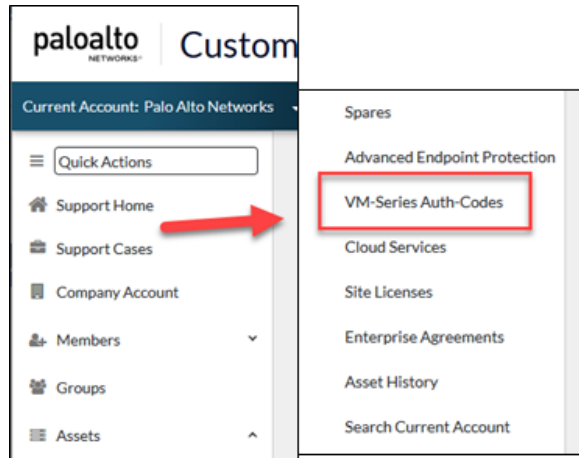 paloalto
NETWORKS®
Custom
Current Account: Palo Alto Networks
Quick Actions
Support Home
Support Cases
Company Account
Members
Groups
Assets
Spares
Advanced Endpoint Protection
VM-Series Auth-Codes
Cloud Services
Site Licenses
Enterprise Agreements
Asset History
Search Current Account